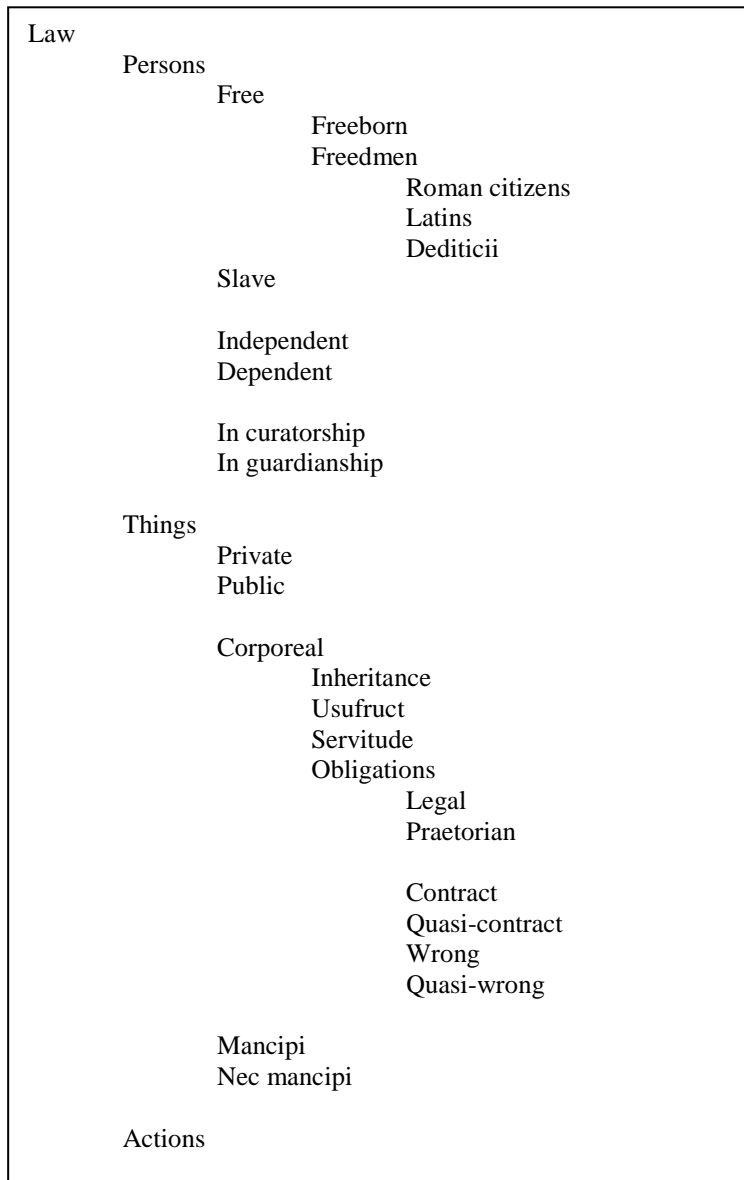 Law
Persons
Free
Freeborn
Freedmen
Roman citizens
Latins
Dediticii
Slave
Independent
Dependent
In curatorship
In guardianship
Things
Private
Public
Corporeal
Inheritance
Usufruct
Servitude
Obligations
Legal
Praetorian
Contract
Quasi-contract
Wrong
Quasi-wrong
Mancipi
Nec mancipi
Actions